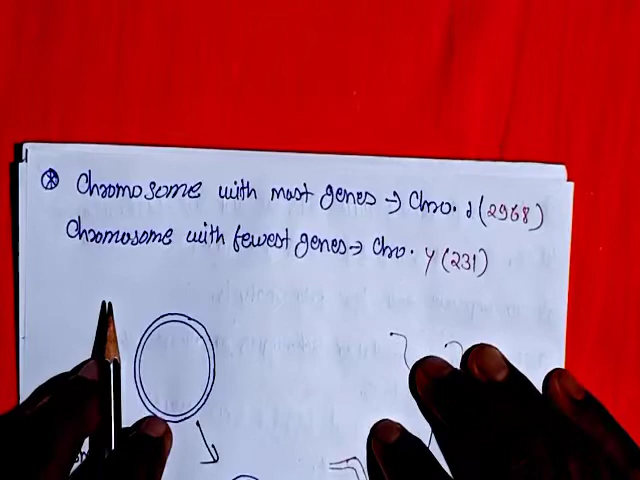 Chromosome with most genes → Chro. 1 (2968)
Chromosome with fewest genes → Chro. Y (231)